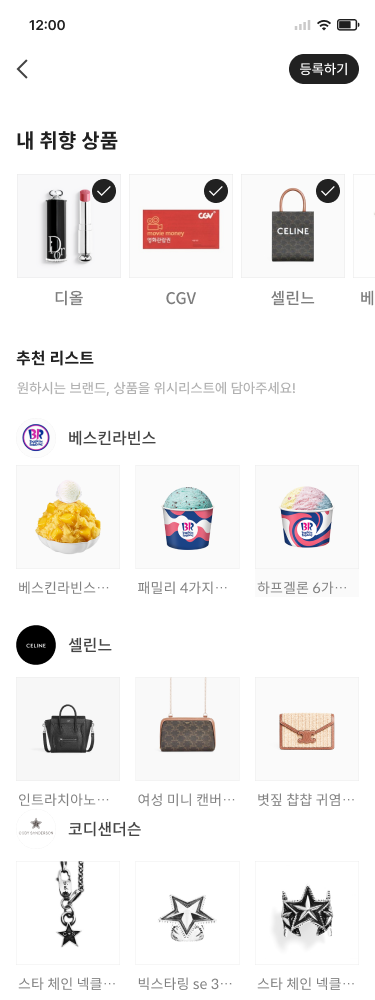 12:00
등록하기
내 취향 상품
Dior
movie money
영화관람권
CGV
CELINE
디올
CGV
셀린느
베
추천 리스트
원하시는 브랜드, 상품을 위시리스트에 담아주세요!
BR
베스킨라빈스
BR
BR
베스킨라빈스…
패밀리 4가지…
하프겔론 6가…
CELINE
셀린느
인트라치아노…
여성 미니 캔버…
볏짚 챱챱 귀염…
CODY SANDERSON
코디샌더슨
스타 체인 넥클…
빅스타링 se 3…
스타 체인 넥클…